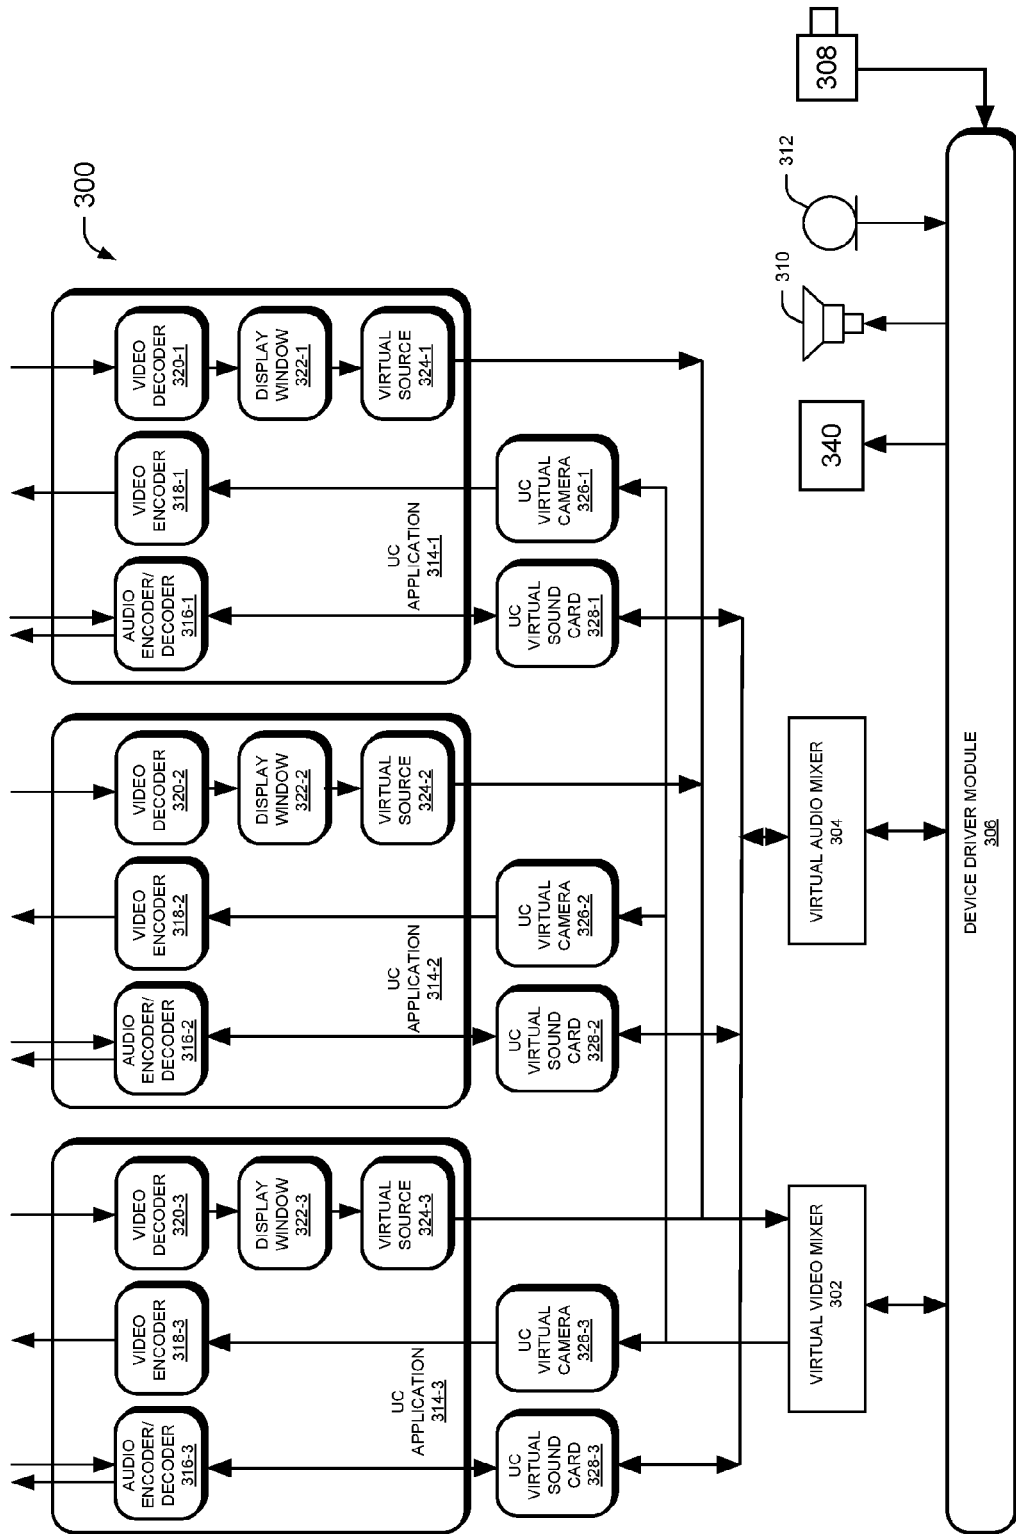 300
VIDEO
DECODER
320-1
DISPLAY
WINDOW
322-1
VIRTUAL
SOURCE
324-1
VIDEO
ENCODER
318-1
AUDIO
ENCODER/
DECODER
316-1
UC
APPLICATION
314-1
UC
VIRTUAL
CAMERA
326-1
UC
VIRTUAL
SOUND
CARD
328-1
VIDEO
DECODER
320-2
DISPLAY
WINDOW
322-2
VIRTUAL
SOURCE
324-2
VIDEO
ENCODER
318-2
AUDIO
ENCODER/
DECODER
316-2
UC
APPLICATION
314-2
UC
VIRTUAL
CAMERA
326-2
UC
VIRTUAL
SOUND
CARD
328-2
VIDEO
DECODER
320-3
DISPLAY
WINDOW
322-3
VIRTUAL
SOURCE
324-3
VIDEO
ENCODER
318-3
AUDIO
ENCODER/
DECODER
316-3
UC
APPLICATION
314-3
UC
VIRTUAL
CAMERA
326-3
UC
VIRTUAL
SOUND
CARD
328-3
VIRTUAL VIDEO MIXER
302
VIRTUAL AUDIO MIXER
304
340
310
312
308
DEVICE DRIVER MODULE
306